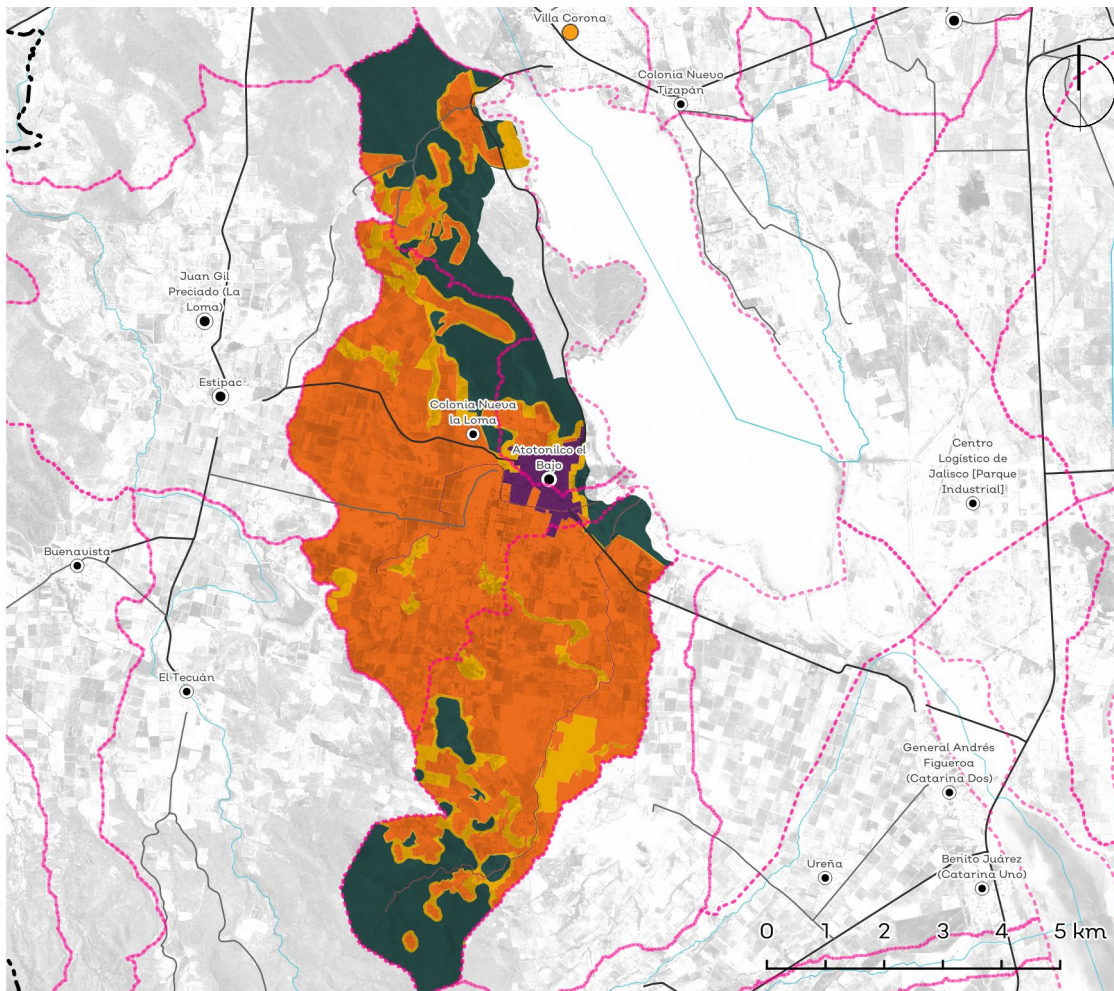 Villa Corona
Colonia Nuevo
Tizapán
Juan Gil
Preciado (La
Loma)
Estipac
Colonia Nueva
la Loma
Atotonilco el
Bajo
Centro
Logístico de
Jalisco [Parque
Industrial]
Buenavista
El Tecuán
General Andrés
Figueroa
(Catarina Dos)
Ureña
Benito Juárez
(Catarina Uno)
0 1 2 3 4 5 km